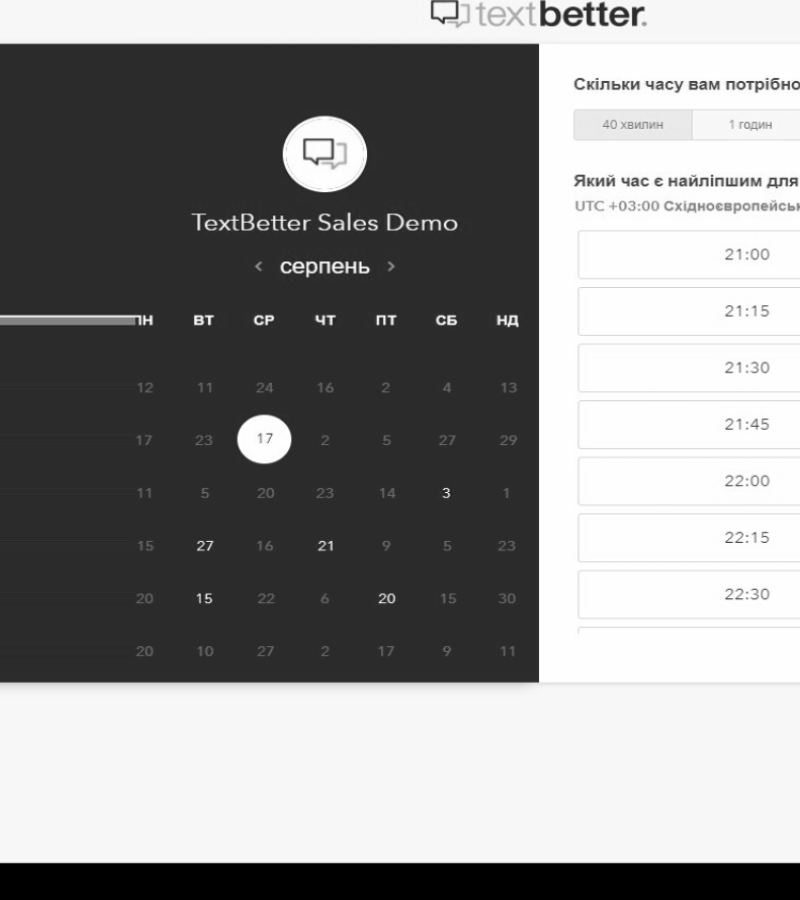 textbetter.
TextBetter Sales Demo
‹ серпень ›
ПН ВТ СР ЧТ ПТ СБ НД
12 11 24 16 2 4 13
17 23 17 2 5 27 29
11 5 20 23 14 3 1
15 27 16 21 9 5 23
20 15 22 6 20 15 30
20 10 27 2 17 9 11
Скільки часу вам потрібно
40 хвилин 1 годин
Який час є найліпшим для
UTC +03:00 Східноєвропейськ
21:00
21:15
21:30
21:45
22:00
22:15
22:30